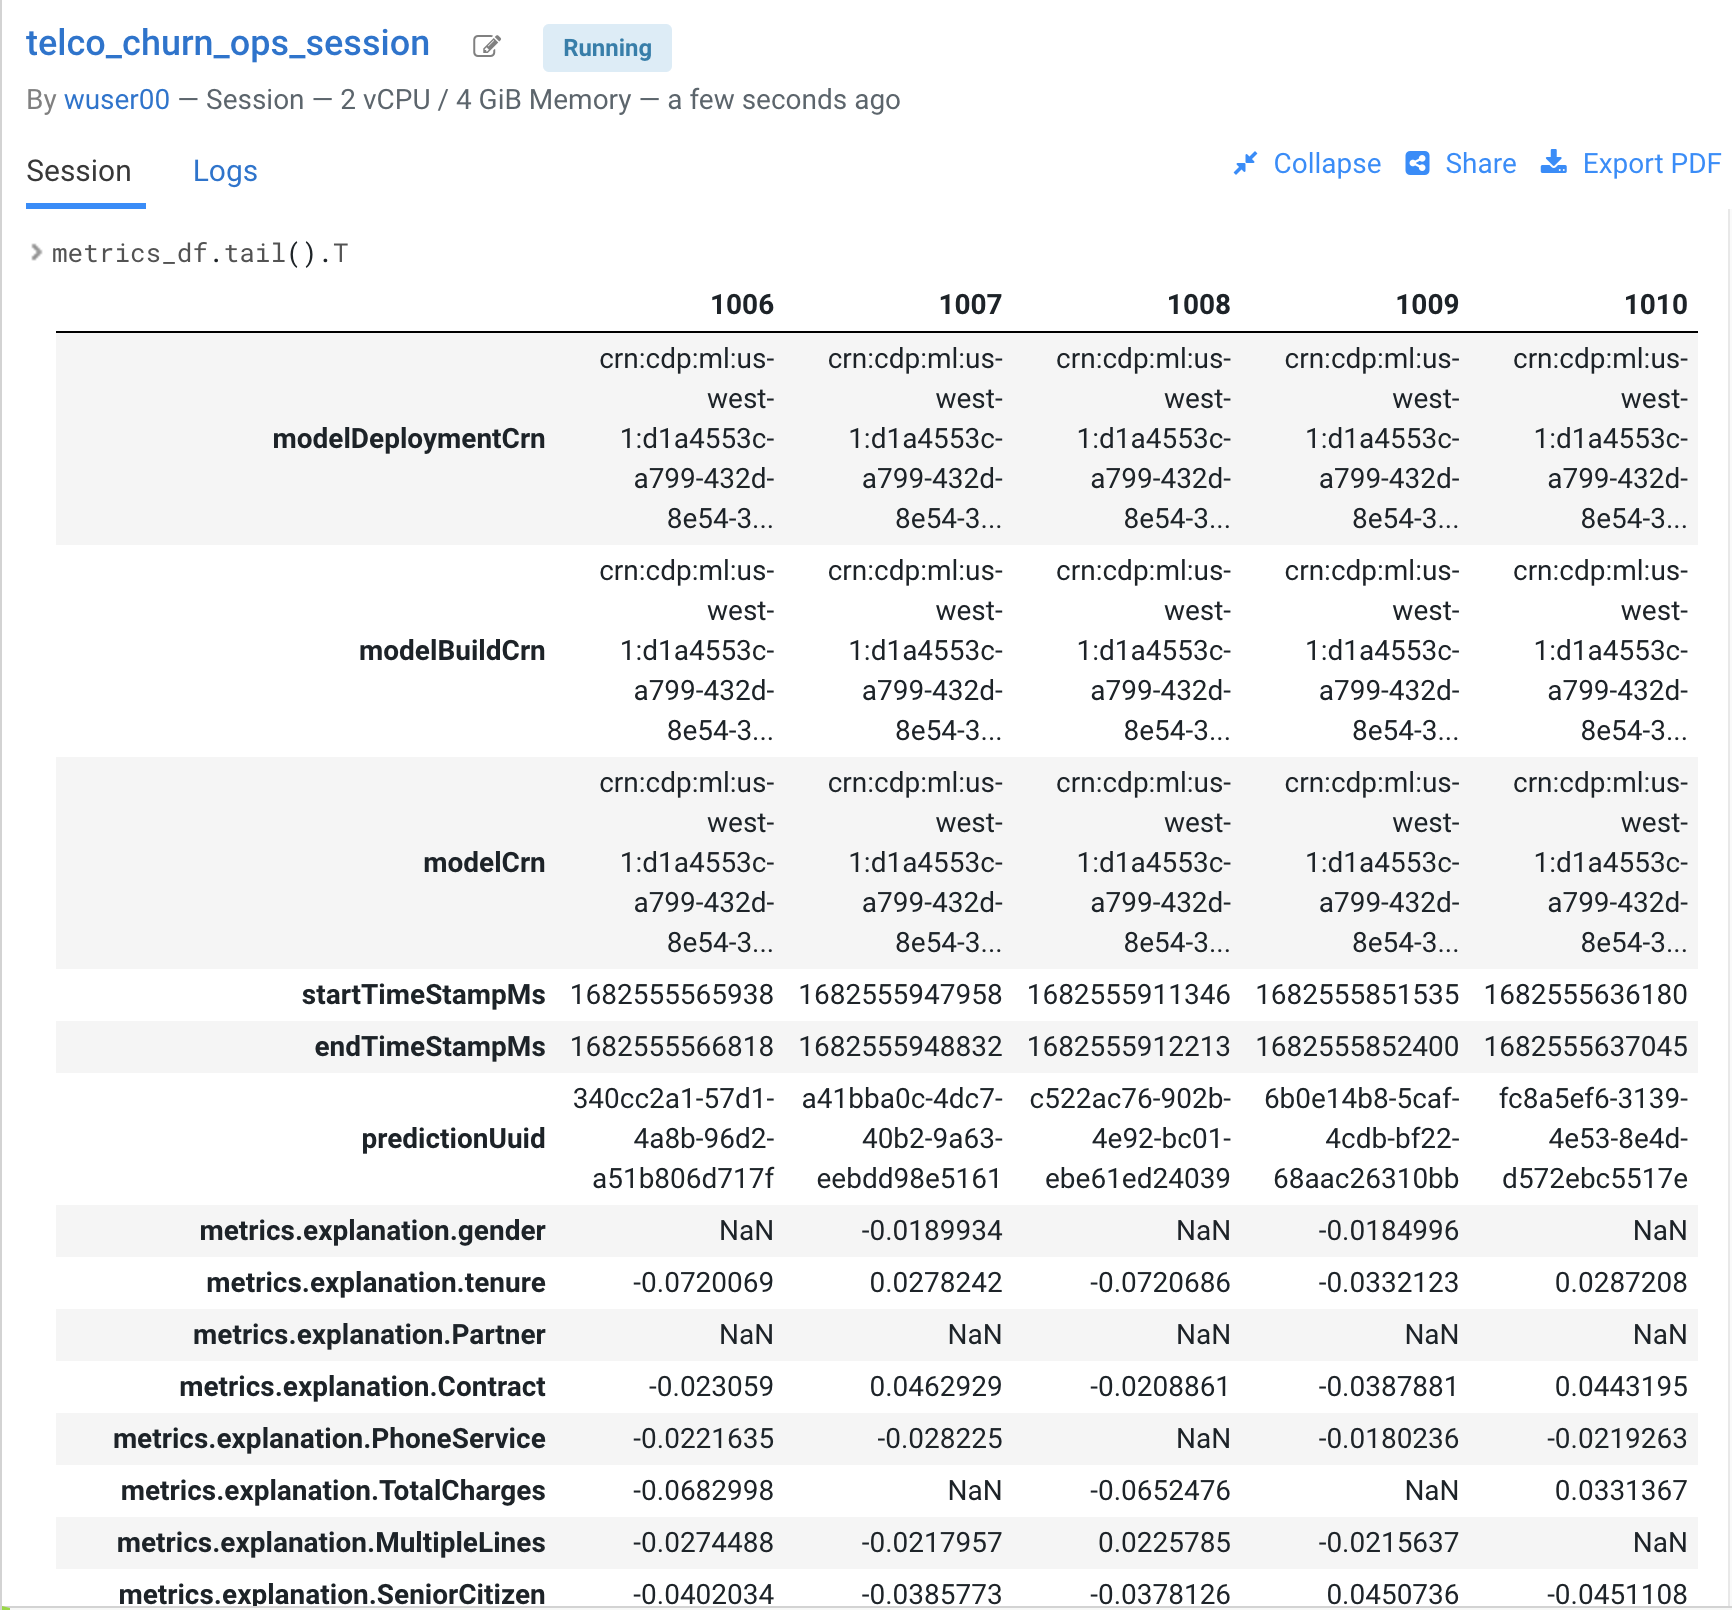 telco_churn_ops_session Running
By wuser00 — Session — 2 vCPU / 4 GiB Memory — a few seconds ago
Session Logs Collapse Share Export PDF
metrics_df.tail().T
1006 1007 1008 1009 1010
crn:cdp:ml:us- crn:cdp:ml:us- crn:cdp:ml:us- crn:cdp:ml:us- crn:cdp:ml:us-
west- west- west- west- west-
modelDeploymentCrn 1:d1a4553c- 1:d1a4553c- 1:d1a4553c- 1:d1a4553c- 1:d1a4553c-
a799-432d- a799-432d- a799-432d- a799-432d- a799-432d-
8e54-3... 8e54-3... 8e54-3... 8e54-3... 8e54-3...
crn:cdp:ml:us- crn:cdp:ml:us- crn:cdp:ml:us- crn:cdp:ml:us- crn:cdp:ml:us-
west- west- west- west- west-
modelBuildCrn 1:d1a4553c- 1:d1a4553c- 1:d1a4553c- 1:d1a4553c- 1:d1a4553c-
a799-432d- a799-432d- a799-432d- a799-432d- a799-432d-
8e54-3... 8e54-3... 8e54-3... 8e54-3... 8e54-3...
crn:cdp:ml:us- crn:cdp:ml:us- crn:cdp:ml:us- crn:cdp:ml:us- crn:cdp:ml:us-
west- west- west- west- west-
modelCrn 1:d1a4553c- 1:d1a4553c- 1:d1a4553c- 1:d1a4553c- 1:d1a4553c-
a799-432d- a799-432d- a799-432d- a799-432d- a799-432d-
8e54-3... 8e54-3... 8e54-3... 8e54-3... 8e54-3...
startTimeStampMs 1682555565938 1682555947958 1682555911346 1682555851535 1682555636180
endTimeStampMs 1682555566818 1682555948832 1682555912213 1682555852400 1682555637045
340cc2a1-57d1- a41bba0c-4dc7- c522ac76-902b- 6b0e14b8-5caf- fc8a5ef6-3139-
predictionUuid 4a8b-96d2- 40b2-9a63- 4e92-bc01- 4cdb-bf22- 4e53-8e4d-
a51b806d717f eebdd98e5161 ebe61ed24039 68aac26310bb d572ebc5517e
metrics.explanation.gender NaN -0.0189934 NaN -0.0184996 NaN
metrics.explanation.tenure -0.0720069 0.0278242 -0.0720686 -0.0332123 0.0287208
metrics.explanation.Partner NaN NaN NaN NaN NaN
metrics.explanation.Contract -0.023059 0.0462929 -0.0208861 -0.0387881 0.0443195
metrics.explanation.PhoneService -0.0221635 -0.028225 NaN -0.0180236 -0.0219263
metrics.explanation.TotalCharges -0.0682998 NaN -0.0652476 NaN 0.0331367
metrics.explanation.MultipleLines -0.0274488 -0.0217957 0.0225785 -0.0215637 NaN
metrics.explanation.SeniorCitizen -0.0402034 -0.0385773 -0.0378126 0.0450736 -0.0451108